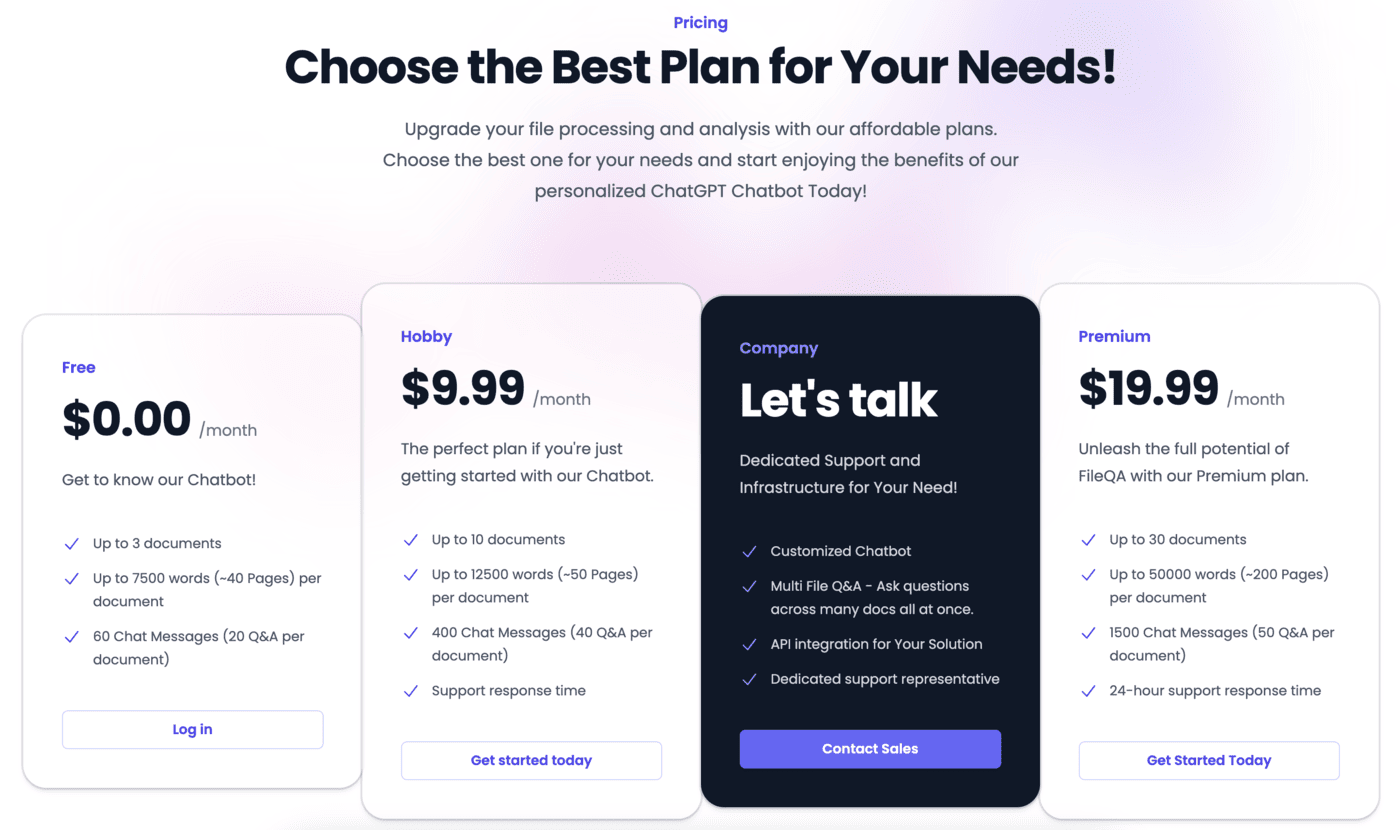 Pricing
Choose the Best Plan for Your Needs!
Upgrade your file processing and analysis with our affordable plans.
Choose the best one for your needs and start enjoying the benefits of our
personalized ChatGPT Chatbot Today!
Free
$0.00 /month
Get to know our Chatbot!
Up to 3 documents
Up to 7500 words (~40 Pages) per
document
60 Chat Messages (20 Q&A per
document)
Log in
Hobby
$9.99 /month
The perfect plan if you're just
getting started with our Chatbot.
Up to 10 documents
Up to 12500 words (~50 Pages)
per document
400 Chat Messages (40 Q&A per
document)
Support response time
Get started today
Company
Let's talk
Dedicated Support and
Infrastructure for Your Need!
Customized Chatbot
Multi File Q&A - Ask questions
across many docs all at once.
API integration for Your Solution
Dedicated support representative
Contact Sales
Premium
$19.99 /month
Unleash the full potential of
FileQA with our Premium plan.
Up to 30 documents
Up to 50000 words (~200 Pages)
per document
1500 Chat Messages (50 Q&A per
document)
24-hour support response time
Get Started Today